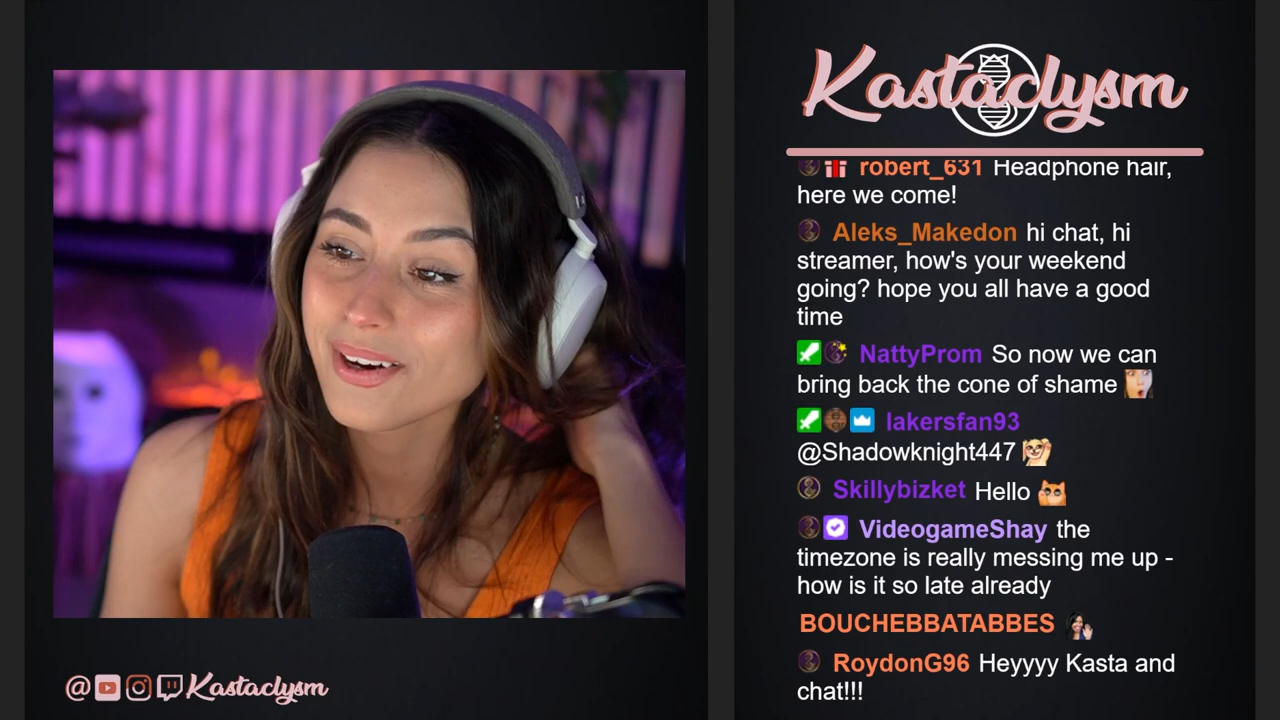 Kastaclysm
robert_631 Headphone hair,
here we come!
Aleks_Makedon hi chat, hi
streamer, how's your weekend
going? hope you all have a good
time
NattyProm So now we can
bring back the cone of shame
lakersfan93
@Shadowknight447
Skillybizket Hello
VideogameShay the
timezone is really messing me up -
how is it so late already
BOUCHEBBATABBES
RoydonG96 Heyyyy Kasta and
chat!!!
@Kastaclysm